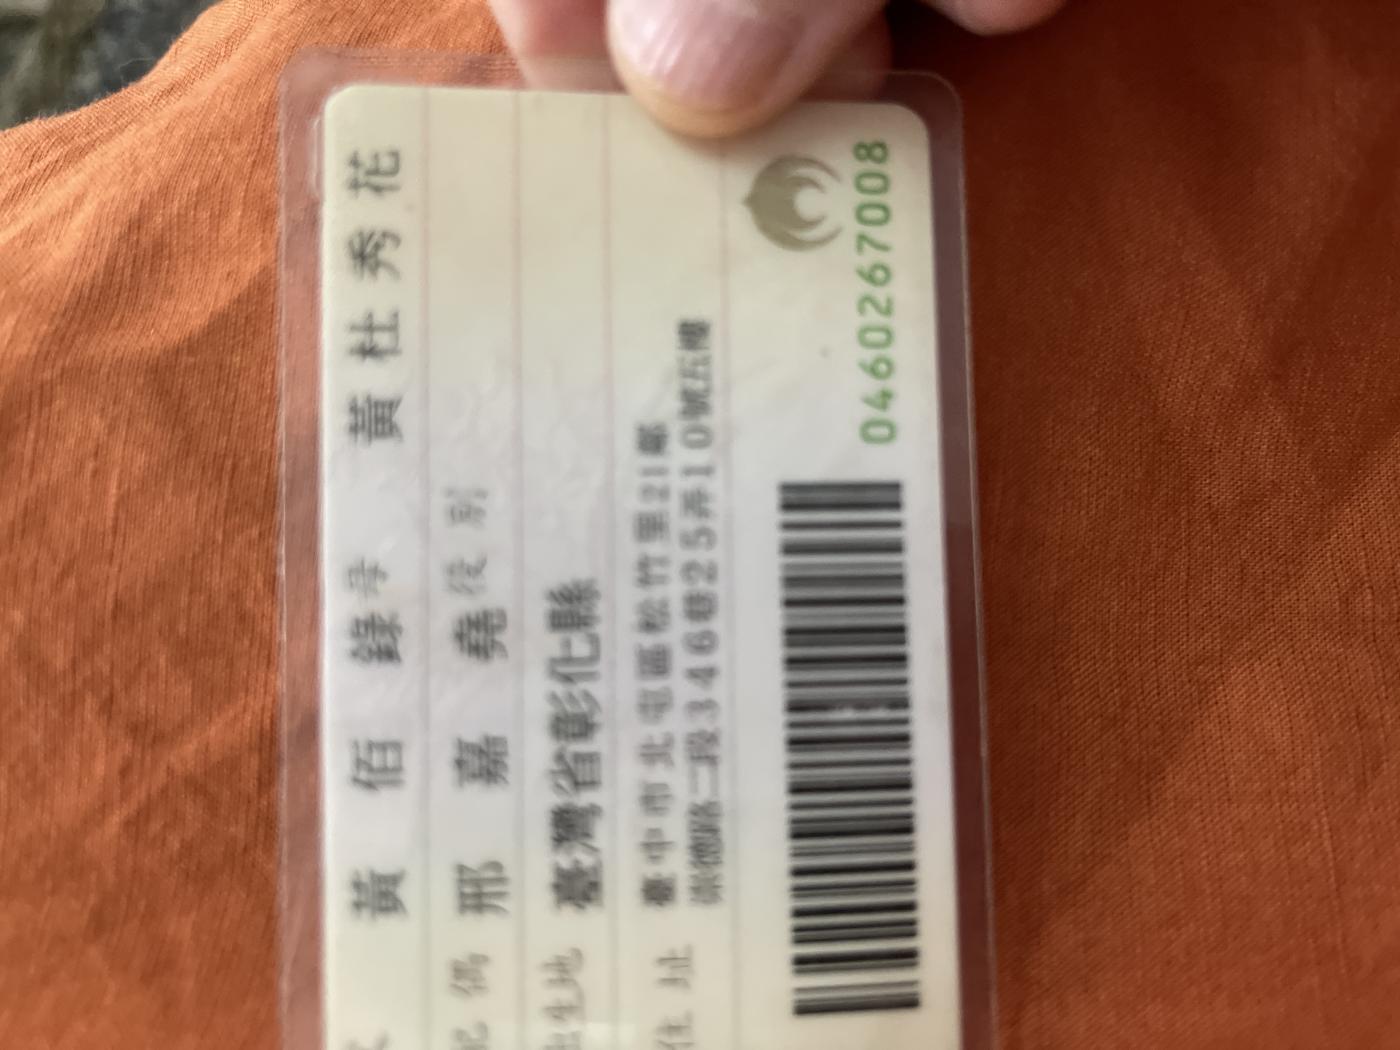 父 黃佰錄 母 黃杜秀花
配偶 邢嘉堯 役別
出生地 臺灣省彰化縣
住址 臺中市北屯區松竹里21鄰
崇德路二段346巷25弄10號五樓
0460267008